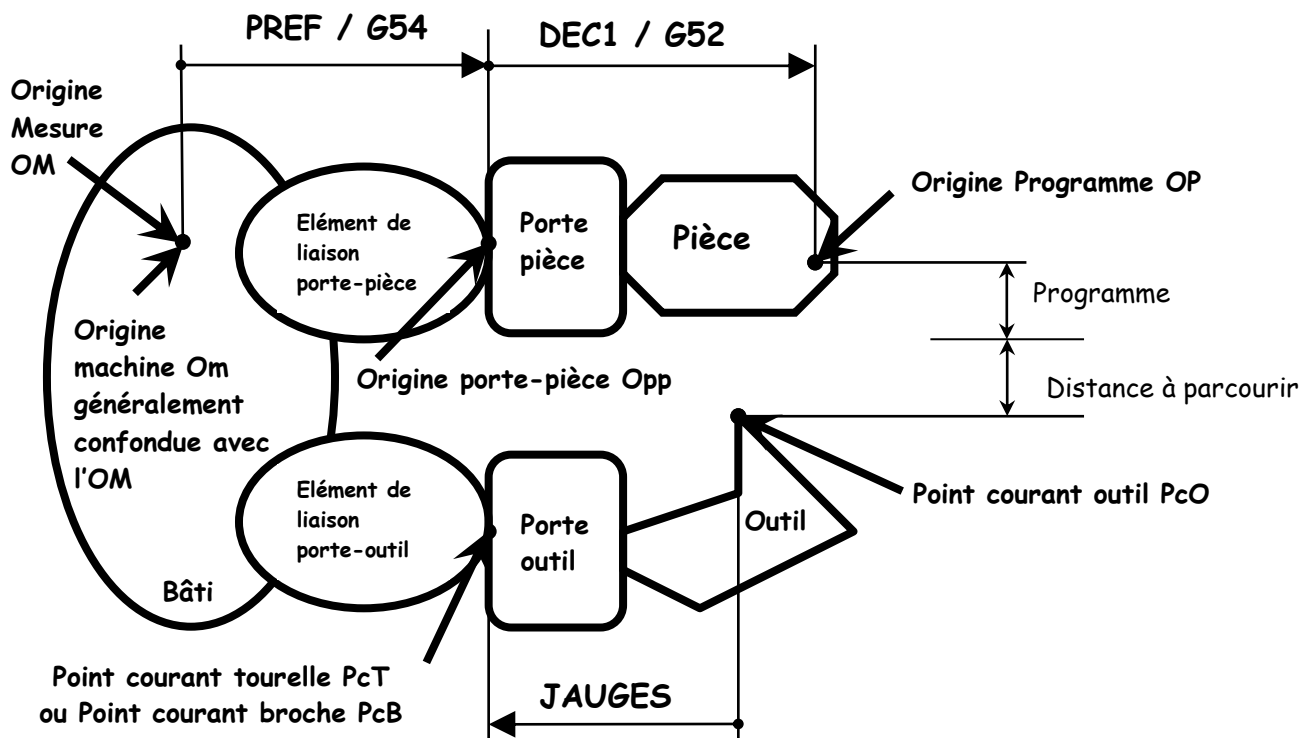 PREF / G54
DEC1 / G52
Origine
Mesure
OM
Origine Programme OP
Elément de
liaison
porte-pièce
Porte
pièce
Pièce
Programme
Origine
machine Om
généralement
confondue avec
l'OM
Origine porte-pièce Opp
Distance à parcourir
Elément de
liaison
porte-outil
Porte
outil
Outil
Point courant outil PcO
Bâti
Point courant tourelle PcT
ou Point courant broche PcB
JAUGES